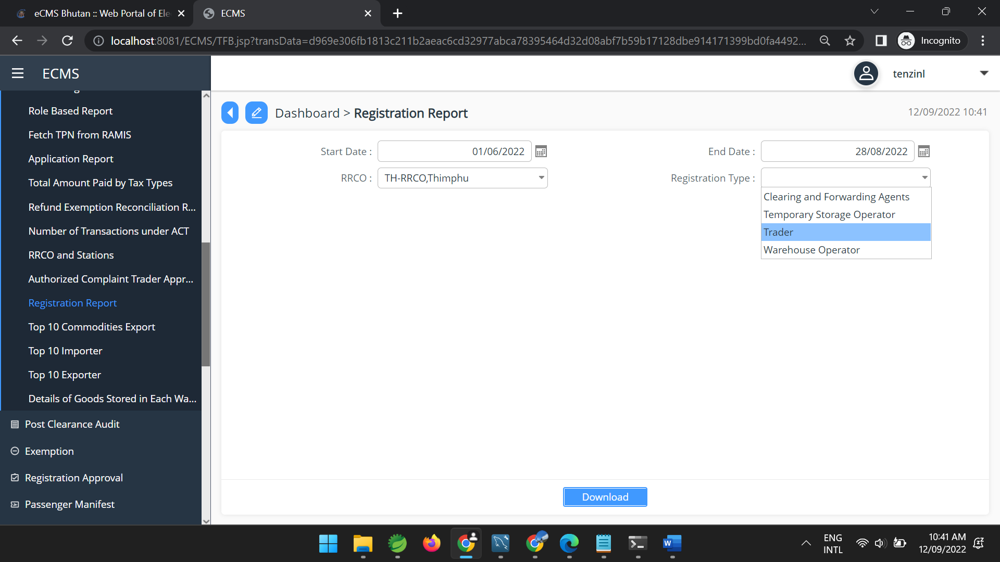 eCMS Bhutan :: Web Portal of Ele
ECMS
localhost:8081/ECMS/TFB.jsp?transData=d969e306fb1813c211b2aeac6cd32977abca78395464d32d08abf7b59b17128dbe914171399bd0fa4492...
Incognito
ECMS
tenzinl
Role Based Report
Fetch TPN from RAMIS
Application Report
Total Amount Paid by Tax Types
Refund Exemption Reconciliation R...
Number of Transactions under ACT
RRCO and Stations
Authorized Complaint Trader Appr...
Registration Report
Top 10 Commodities Export
Top 10 Importer
Top 10 Exporter
Details of Goods Stored in Each Wa...
Post Clearance Audit
Exemption
Registration Approval
Passenger Manifest
Dashboard > Registration Report
12/09/2022 10:41
Start Date :
01/06/2022
End Date :
28/08/2022
RRCO :
TH-RRCO,Thimphu
Registration Type :
Clearing and Forwarding Agents
Temporary Storage Operator
Trader
Warehouse Operator
Download
ENG
INTL
10:41 AM
12/09/2022